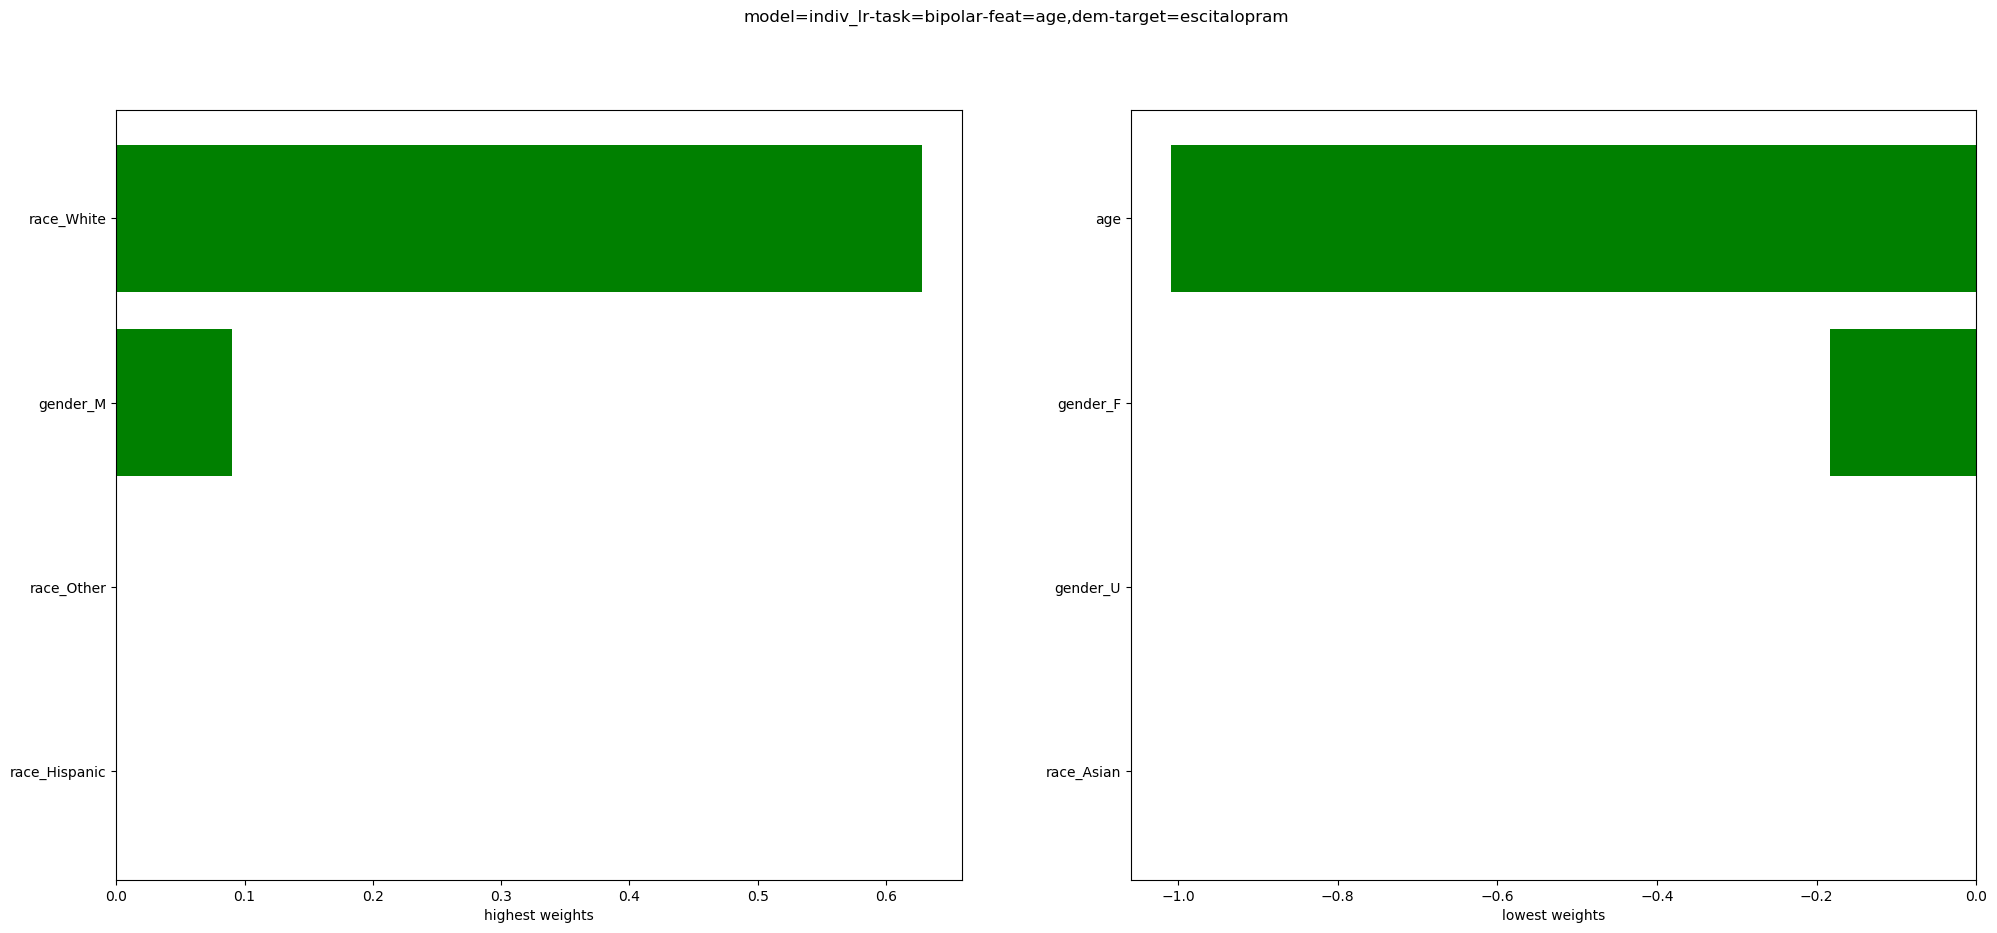 model=indiv_lr-task=bipolar-feat=age,dem-target=escitalopram
race_White
gender_M
race_Other
race_Hispanic
0.0 0.1 0.2 0.3 0.4 0.5 0.6
highest weights
age
gender_F
gender_U
race_Asian
−1.0 −0.8 −0.6 −0.4 −0.2 0.0
lowest weights